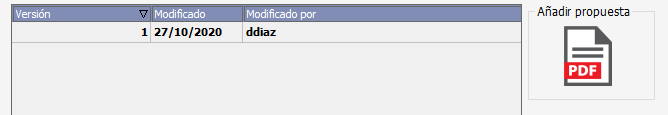 Versión Modificado Modificado por
1 27/10/2020 ddiaz
Añadir propuesta
PDF